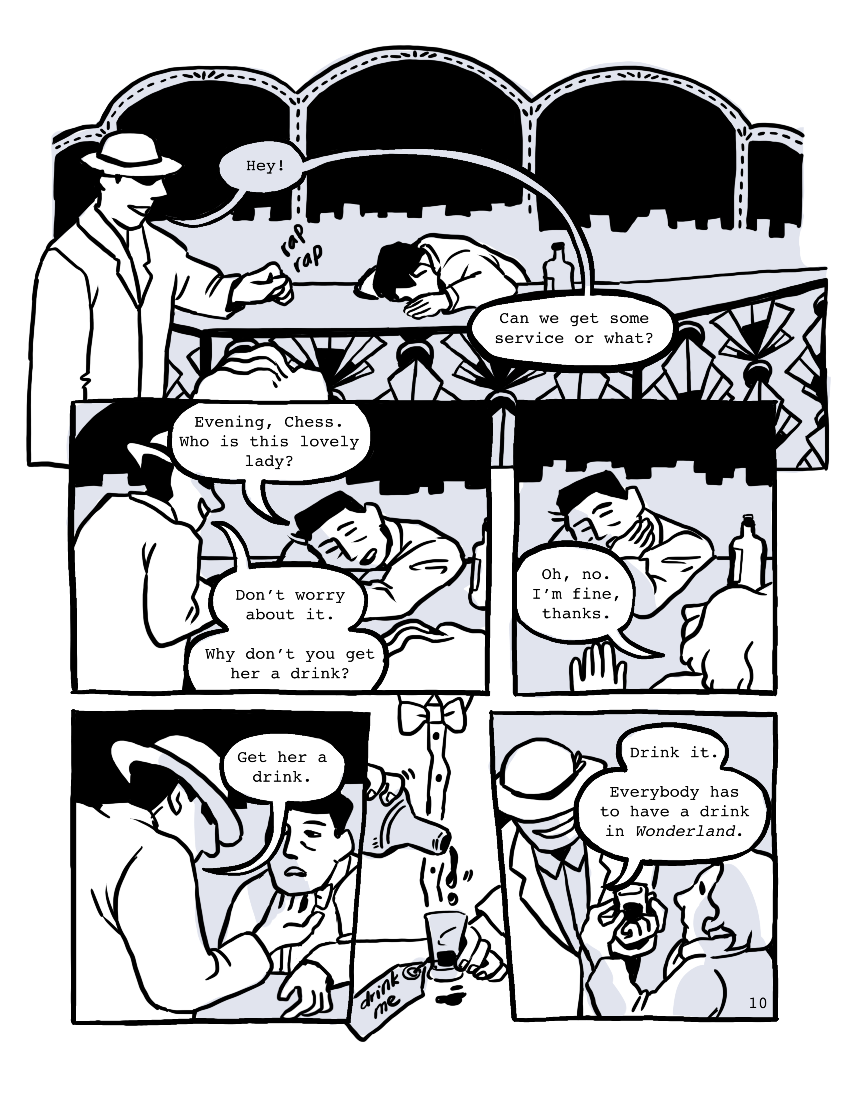 Hey!
rap
rap
Can we get some
service or what?
Evening, Chess.
Who is this lovely
lady?
Don't worry
about it.
Why don't you get
her a drink?
Oh, no.
I'm fine,
thanks.
Get her a
drink.
drink
me
Drink it.
Everybody has
to have a drink
in Wonderland.
10